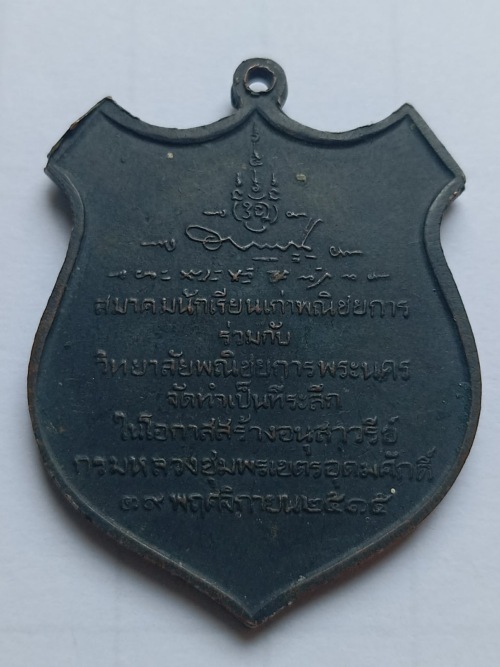 สมาคมนักเรียนเก่าพณิชยการ
ร่วมกับ
วิทยาลัยพณิชยการพระนคร
จัดทำเป็นที่ระลึก
ในโอกาสสร้างอนุสาวรีย์
กรมหลวงชุมพรเขตรอุดมศักดิ์
๑๙ พฤศจิกายน ๒๕๑๕